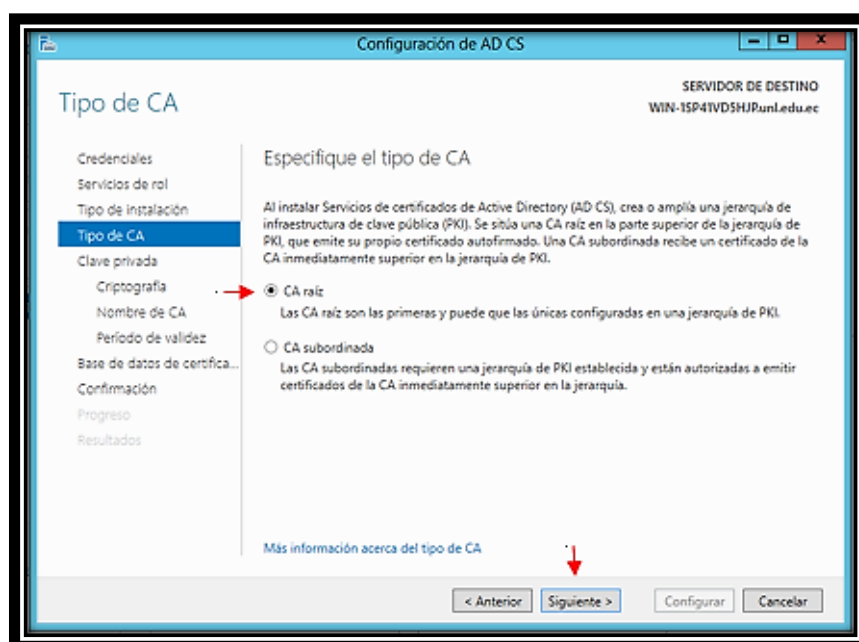 Configuración de AD CS
Tipo de CA
SERVIDOR DE DESTINO
WIN-1SP41VD5HJP.unl.edu.ec
Credenciales
Servicios de rol
Tipo de instalación
Tipo de CA
Clave privada
Criptografía
Nombre de CA
Período de validez
Base de datos de certifica...
Confirmación
Progreso
Resultados
Especifique el tipo de CA
Al instalar Servicios de certificados de Active Directory (AD CS), crea o amplía una jerarquía de
infraestructura de clave pública (PKI). Se sitúa una CA raíz en la parte superior de la jerarquía de
PKI, que emite su propio certificado autofirmado. Una CA subordinada recibe un certificado de la
CA inmediatamente superior en la jerarquía de PKI.
CA raíz
Las CA raíz son las primeras y puede que las únicas configuradas en una jerarquía de PKI.
CA subordinada
Las CA subordinadas requieren una jerarquía de PKI establecida y están autorizadas a emitir
certificados de la CA inmediatamente superior en la jerarquía.
Más información acerca del tipo de CA
< Anterior
Siguiente >
Configurar
Cancelar